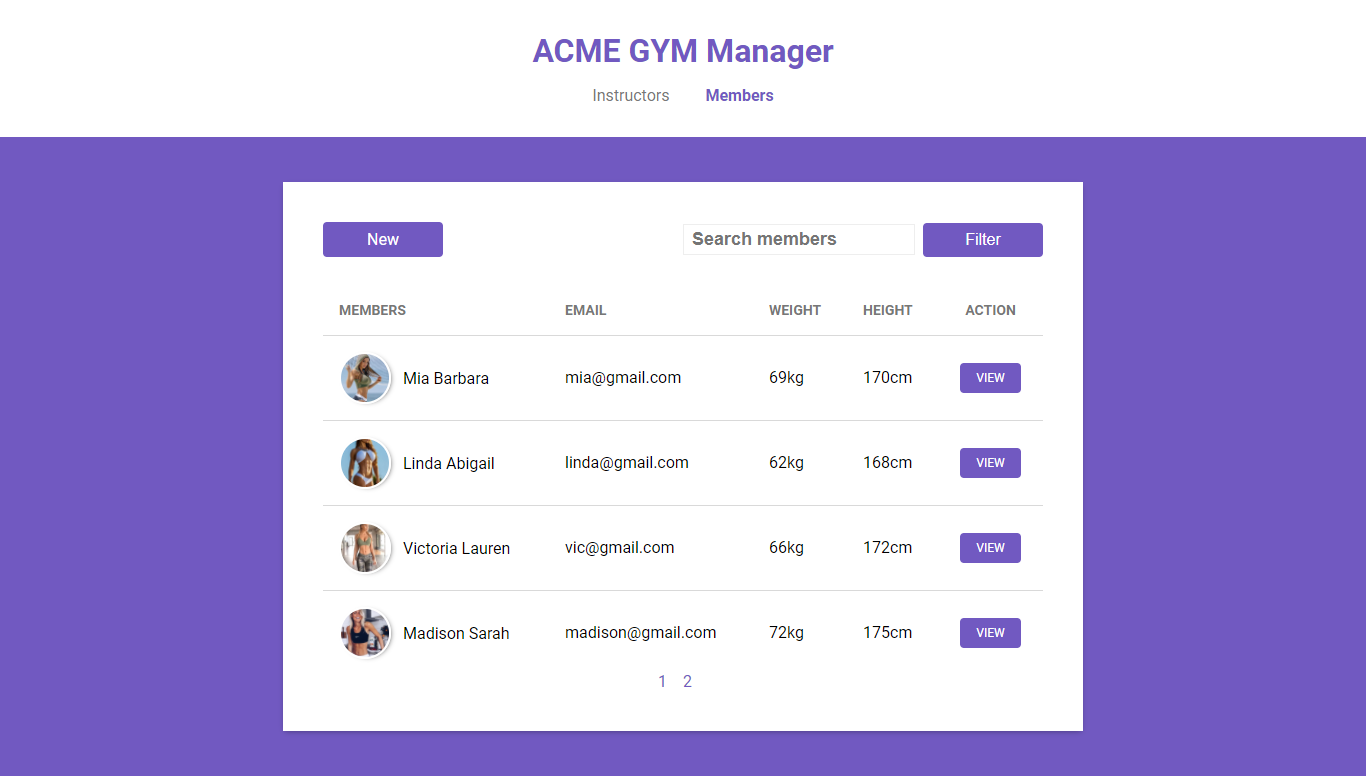 ACME GYM Manager
Instructors Members
New Search members Filter
MEMBERS EMAIL WEIGHT HEIGHT ACTION
Mia Barbara mia@gmail.com 69kg 170cm VIEW
Linda Abigail linda@gmail.com 62kg 168cm VIEW
Victoria Lauren vic@gmail.com 66kg 172cm VIEW
Madison Sarah madison@gmail.com 72kg 175cm VIEW
1 2